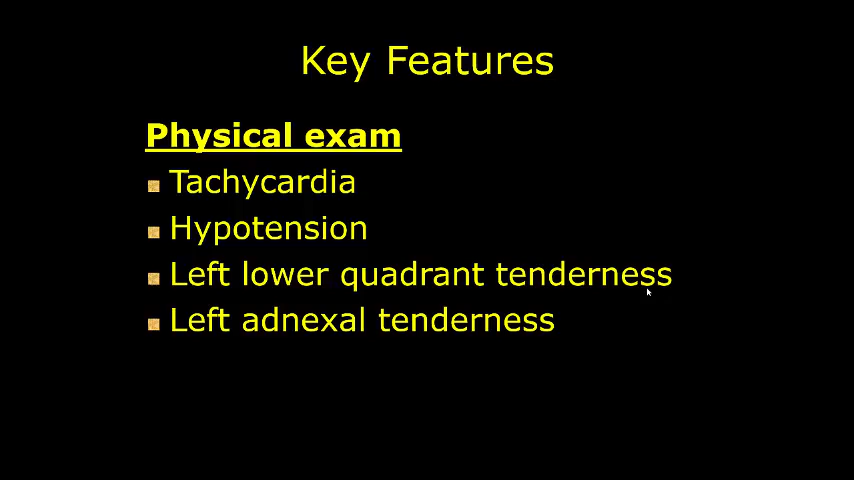 Key Features
Physical exam
Tachycardia
Hypotension
Left lower quadrant tenderness
Left adnexal tenderness